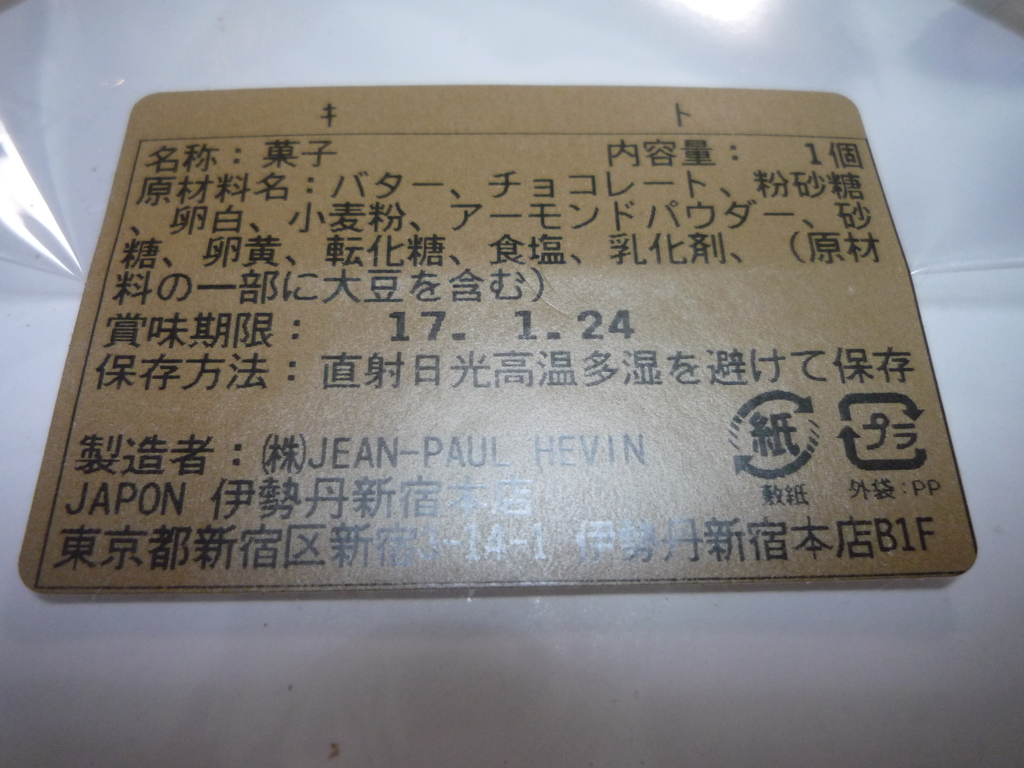 キ ト
名称：菓子 内容量： 1個
原材料名：バター、チョコレート、粉砂糖
、卵白、小麦粉、アーモンドパウダー、砂
糖、卵黄、転化糖、食塩、乳化剤、（原材
料の一部に大豆を含む）
賞味期限： 17. 1.24
保存方法：直射日光高温多湿を避けて保存
紙 プラ
製造者：㈱JEAN-PAUL HEVIN
敷紙 外袋：PP
JAPON 伊勢丹新宿本店
東京都新宿区新宿3-14-1 伊勢丹新宿本店B1F